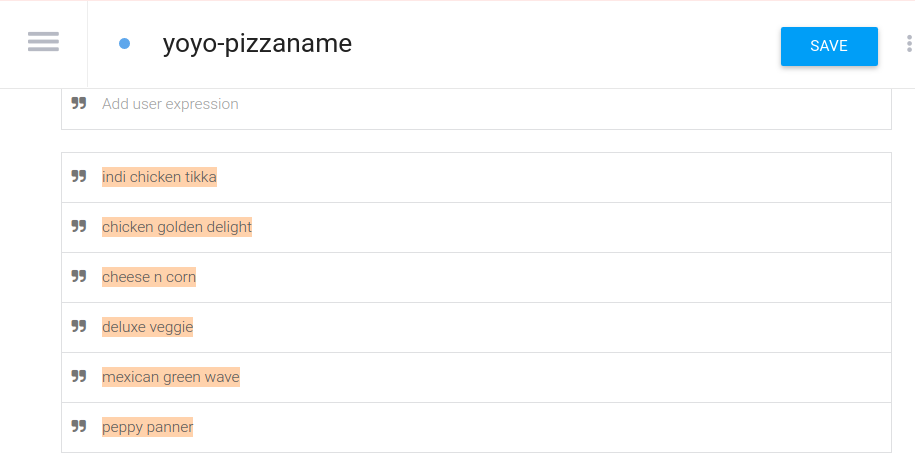 yoyo-pizzaname
SAVE
Add user expression
indi chicken tikka
chicken golden delight
cheese n corn
deluxe veggie
mexican green wave
peppy panner